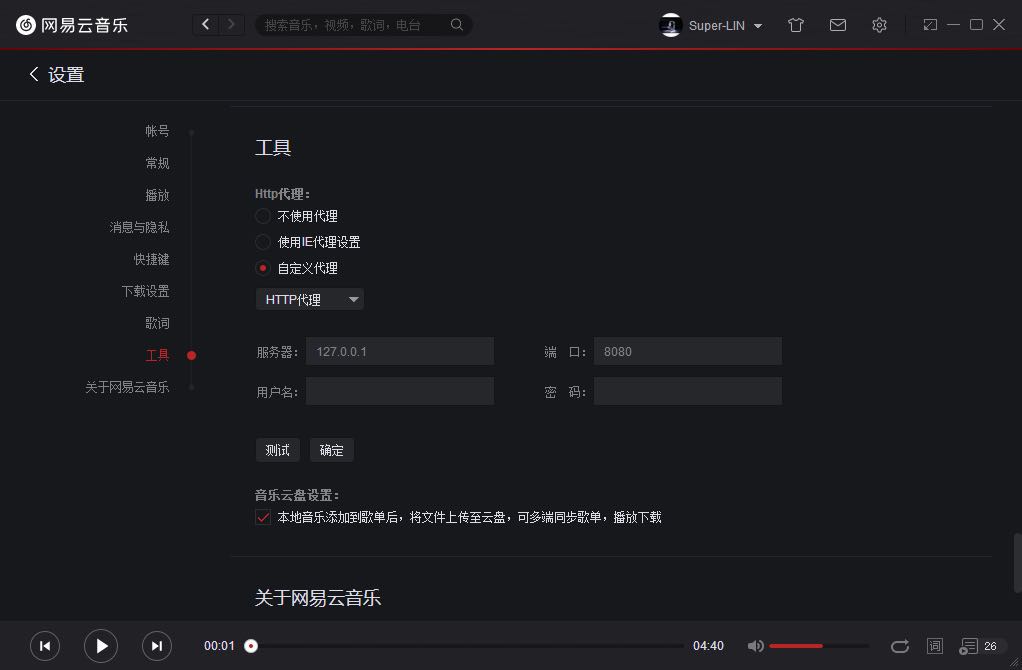 网易云音乐
搜索音乐，视频，歌词，电台
Super-LIN
设置
帐号
常规
播放
消息与隐私
快捷键
下载设置
歌词
工具
关于网易云音乐
工具
Http代理：
不使用代理
使用IE代理设置
自定义代理
HTTP代理
服务器： 127.0.0.1 端 口： 8080
用户名： 密 码：
测试 确定
音乐云盘设置：
本地音乐添加到歌单后，将文件上传至云盘，可多端同步歌单，播放下载
关于网易云音乐
00:01 04:40 词 26